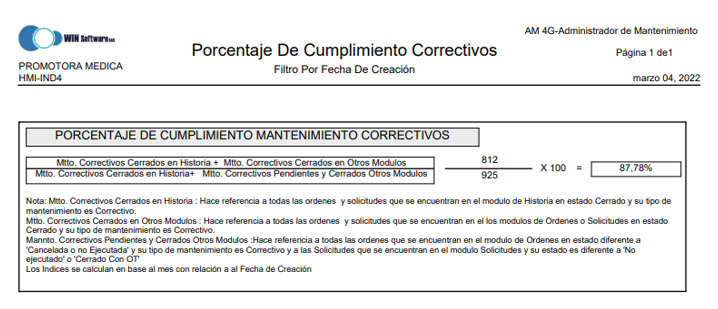 WIN Software SAS
AM 4G-Administrador de Mantenimiento
Porcentaje De Cumplimiento Correctivos
Página 1 de1
PROMOTORA MEDICA
Filtro Por Fecha De Creación
HMI-IND4
marzo 04, 2022
PORCENTAJE DE CUMPLIMIENTO MANTENIMIENTO CORRECTIVOS
Mtto. Correctivos Cerrados en Historia + Mtto. Correctivos Cerrados en Otros Modulos
812
X 100 = 87,78%
Mtto. Correctivos Cerrados en Historia+ Mtto. Correctivos Pendientes y Cerrados Otros Modulos
925
Nota: Mtto. Correctivos Cerrados en Historia : Hace referencia a todas las ordenes y solicitudes que se encuentran en el modulo de Historia en estado Cerrado y su tipo de
mantenimiento es Correctivo.
Mtto. Correctivos Cerrados en Otros Modulos : Hace referencia a todas las ordenes y solicitudes que se encuentran en el los modulos de Ordenes o Solicitudes en estado
Cerrado y su tipo de mantenimiento es Correctivo.
Mannto. Correctivos Pendientes y Cerrados Otros Modulos :Hace referencia a todas las ordenes que se encuentran en el modulo de Ordenes en estado diferente a
'Cancelada o no Ejecutada' y su tipo de mantenimiento es Correctivo y a las Solicitudes que se encuentran en el modulo Solicitudes y su estado es diferente a 'No
ejecutado' o 'Cerrado Con OT'
Los Indices se calculan en base al mes con relación a al Fecha de Creación